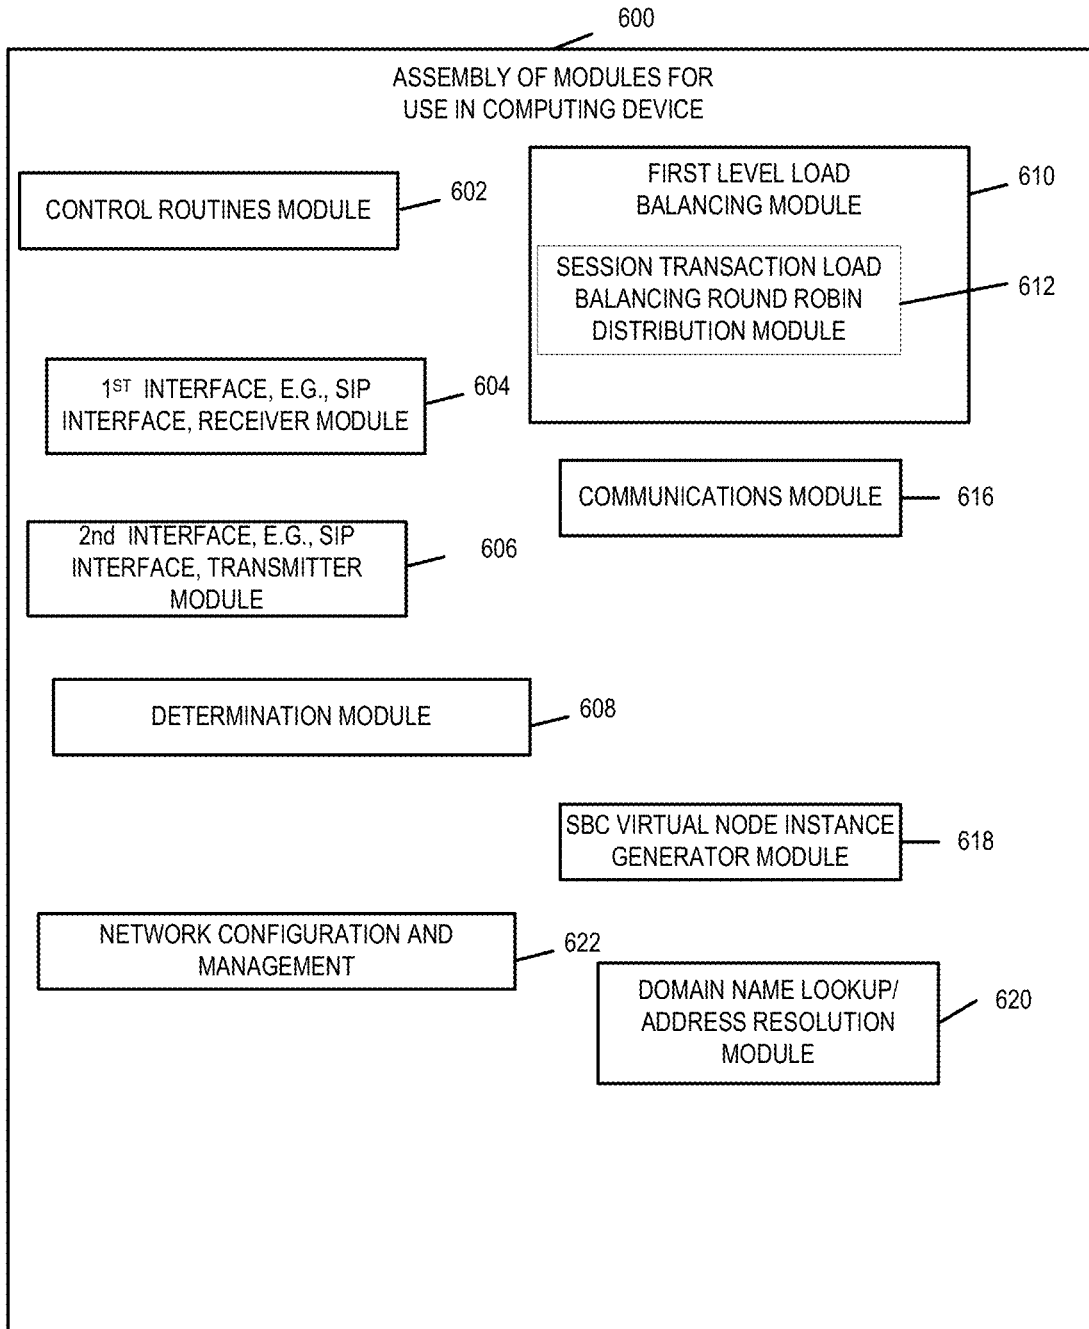 600
ASSEMBLY OF MODULES FOR
USE IN COMPUTING DEVICE
CONTROL ROUTINES MODULE
602
FIRST LEVEL LOAD
BALANCING MODULE
610
SESSION TRANSACTION LOAD
BALANCING ROUND ROBIN
DISTRIBUTION MODULE
612
1ST INTERFACE, E.G., SIP
INTERFACE, RECEIVER MODULE
604
COMMUNICATIONS MODULE
616
2nd INTERFACE, E.G., SIP
INTERFACE, TRANSMITTER
MODULE
606
DETERMINATION MODULE
608
SBC VIRTUAL NODE INSTANCE
GENERATOR MODULE
618
NETWORK CONFIGURATION AND
MANAGEMENT
622
DOMAIN NAME LOOKUP/
ADDRESS RESOLUTION
MODULE
620